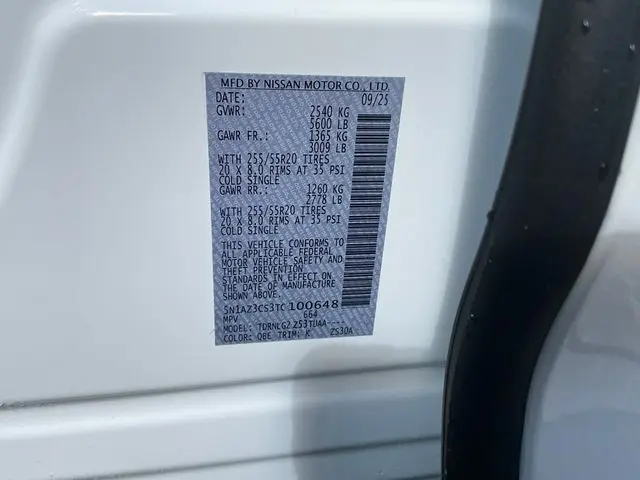 MFD BY NISSAN MOTOR CO., LTD.
DATE: 09/25
GVWR: 2540 KG
5600 LB
GAWR FR.: 1365 KG
3009 LB
WITH 255/55R20 TIRES
20 X 8.0 RIMS AT 35 PSI
COLD SINGLE
GAWR RR.: 1260 KG
2778 LB
WITH 255/55R20 TIRES
20 X 8.0 RIMS AT 35 PSI
COLD SINGLE
THIS VEHICLE CONFORMS TO
ALL APPLICABLE FEDERAL
MOTOR VEHICLE SAFETY AND
THEFT PREVENTION
STANDARDS IN EFFECT ON
THE DATE OF MANUFACTURE
SHOWN ABOVE
5N1AZ3CS3TC100648
MPV 664
MODEL: TDRNLGZ253TUAA----
COLOR: QBE TRIM: K ZS30A